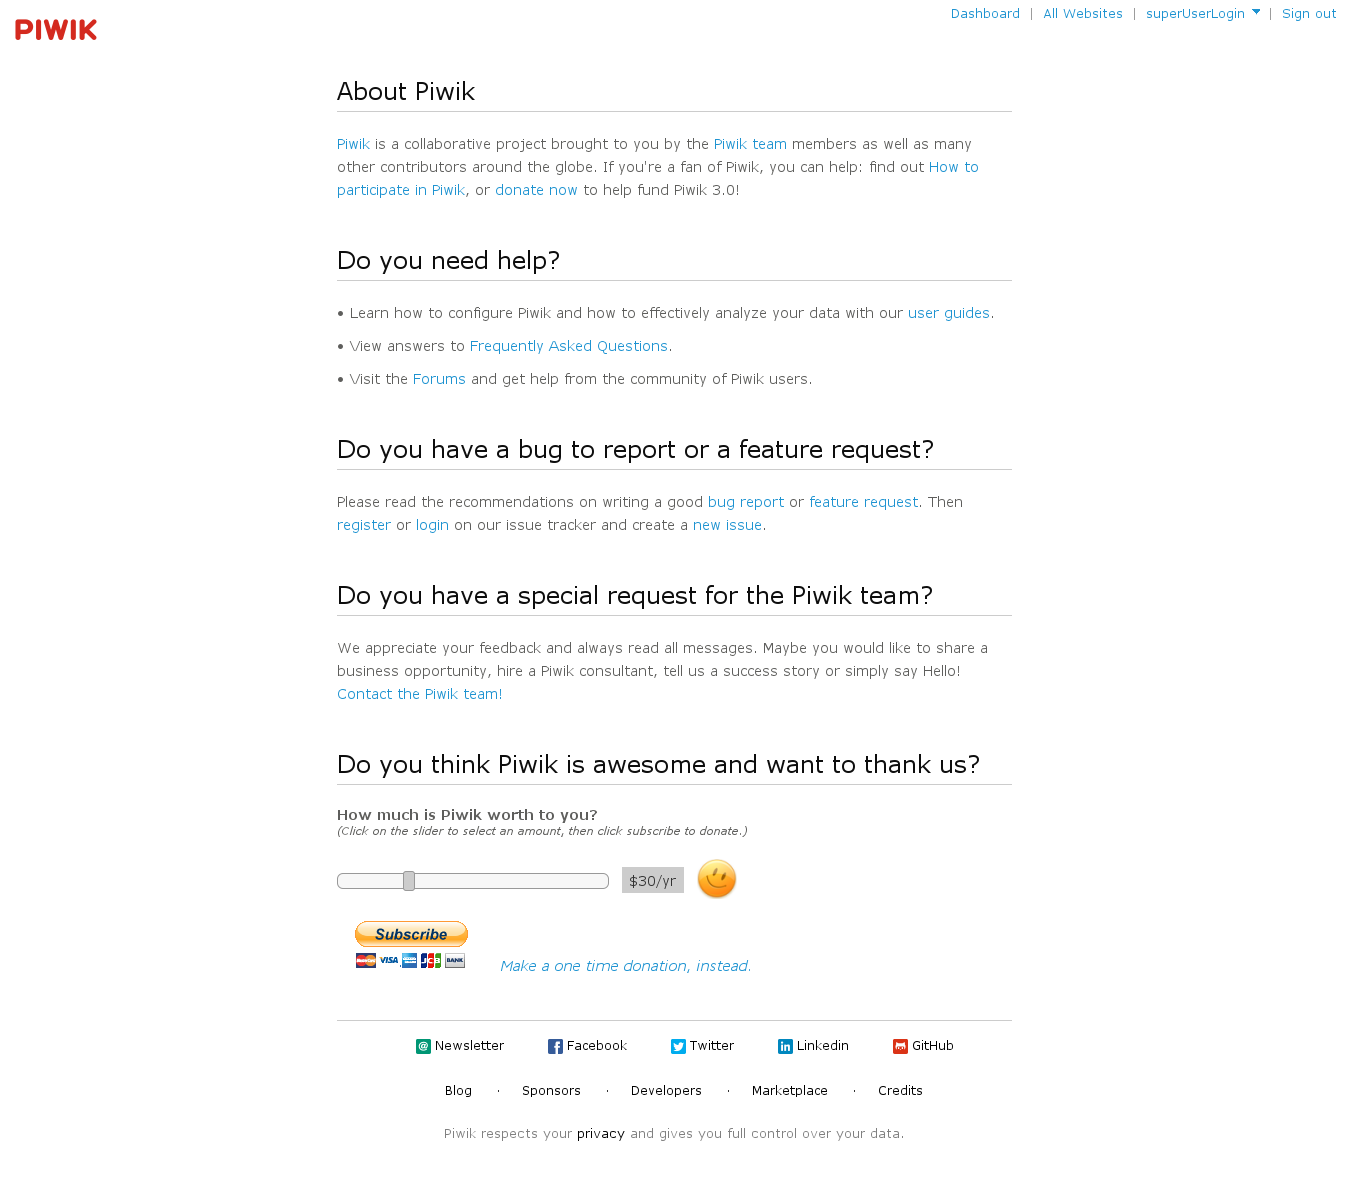 PIWIK
Dashboard | All Websites | superUserLogin | Sign out
About Piwik
Piwik is a collaborative project brought to you by the Piwik team members as well as many
other contributors around the globe. If you're a fan of Piwik, you can help: find out How to
participate in Piwik, or donate now to help fund Piwik 3.0!
Do you need help?
• Learn how to configure Piwik and how to effectively analyze your data with our user guides.
• View answers to Frequently Asked Questions.
• Visit the Forums and get help from the community of Piwik users.
Do you have a bug to report or a feature request?
Please read the recommendations on writing a good bug report or feature request. Then
register or login on our issue tracker and create a new issue.
Do you have a special request for the Piwik team?
We appreciate your feedback and always read all messages. Maybe you would like to share a
business opportunity, hire a Piwik consultant, tell us a success story or simply say Hello!
Contact the Piwik team!
Do you think Piwik is awesome and want to thank us?
How much is Piwik worth to you?
(Click on the slider to select an amount, then click subscribe to donate.)
$30/yr
Subscribe
VISA JCB BANK
Make a one time donation, instead.
Newsletter Facebook Twitter Linkedin GitHub
Blog · Sponsors · Developers · Marketplace · Credits
Piwik respects your privacy and gives you full control over your data.